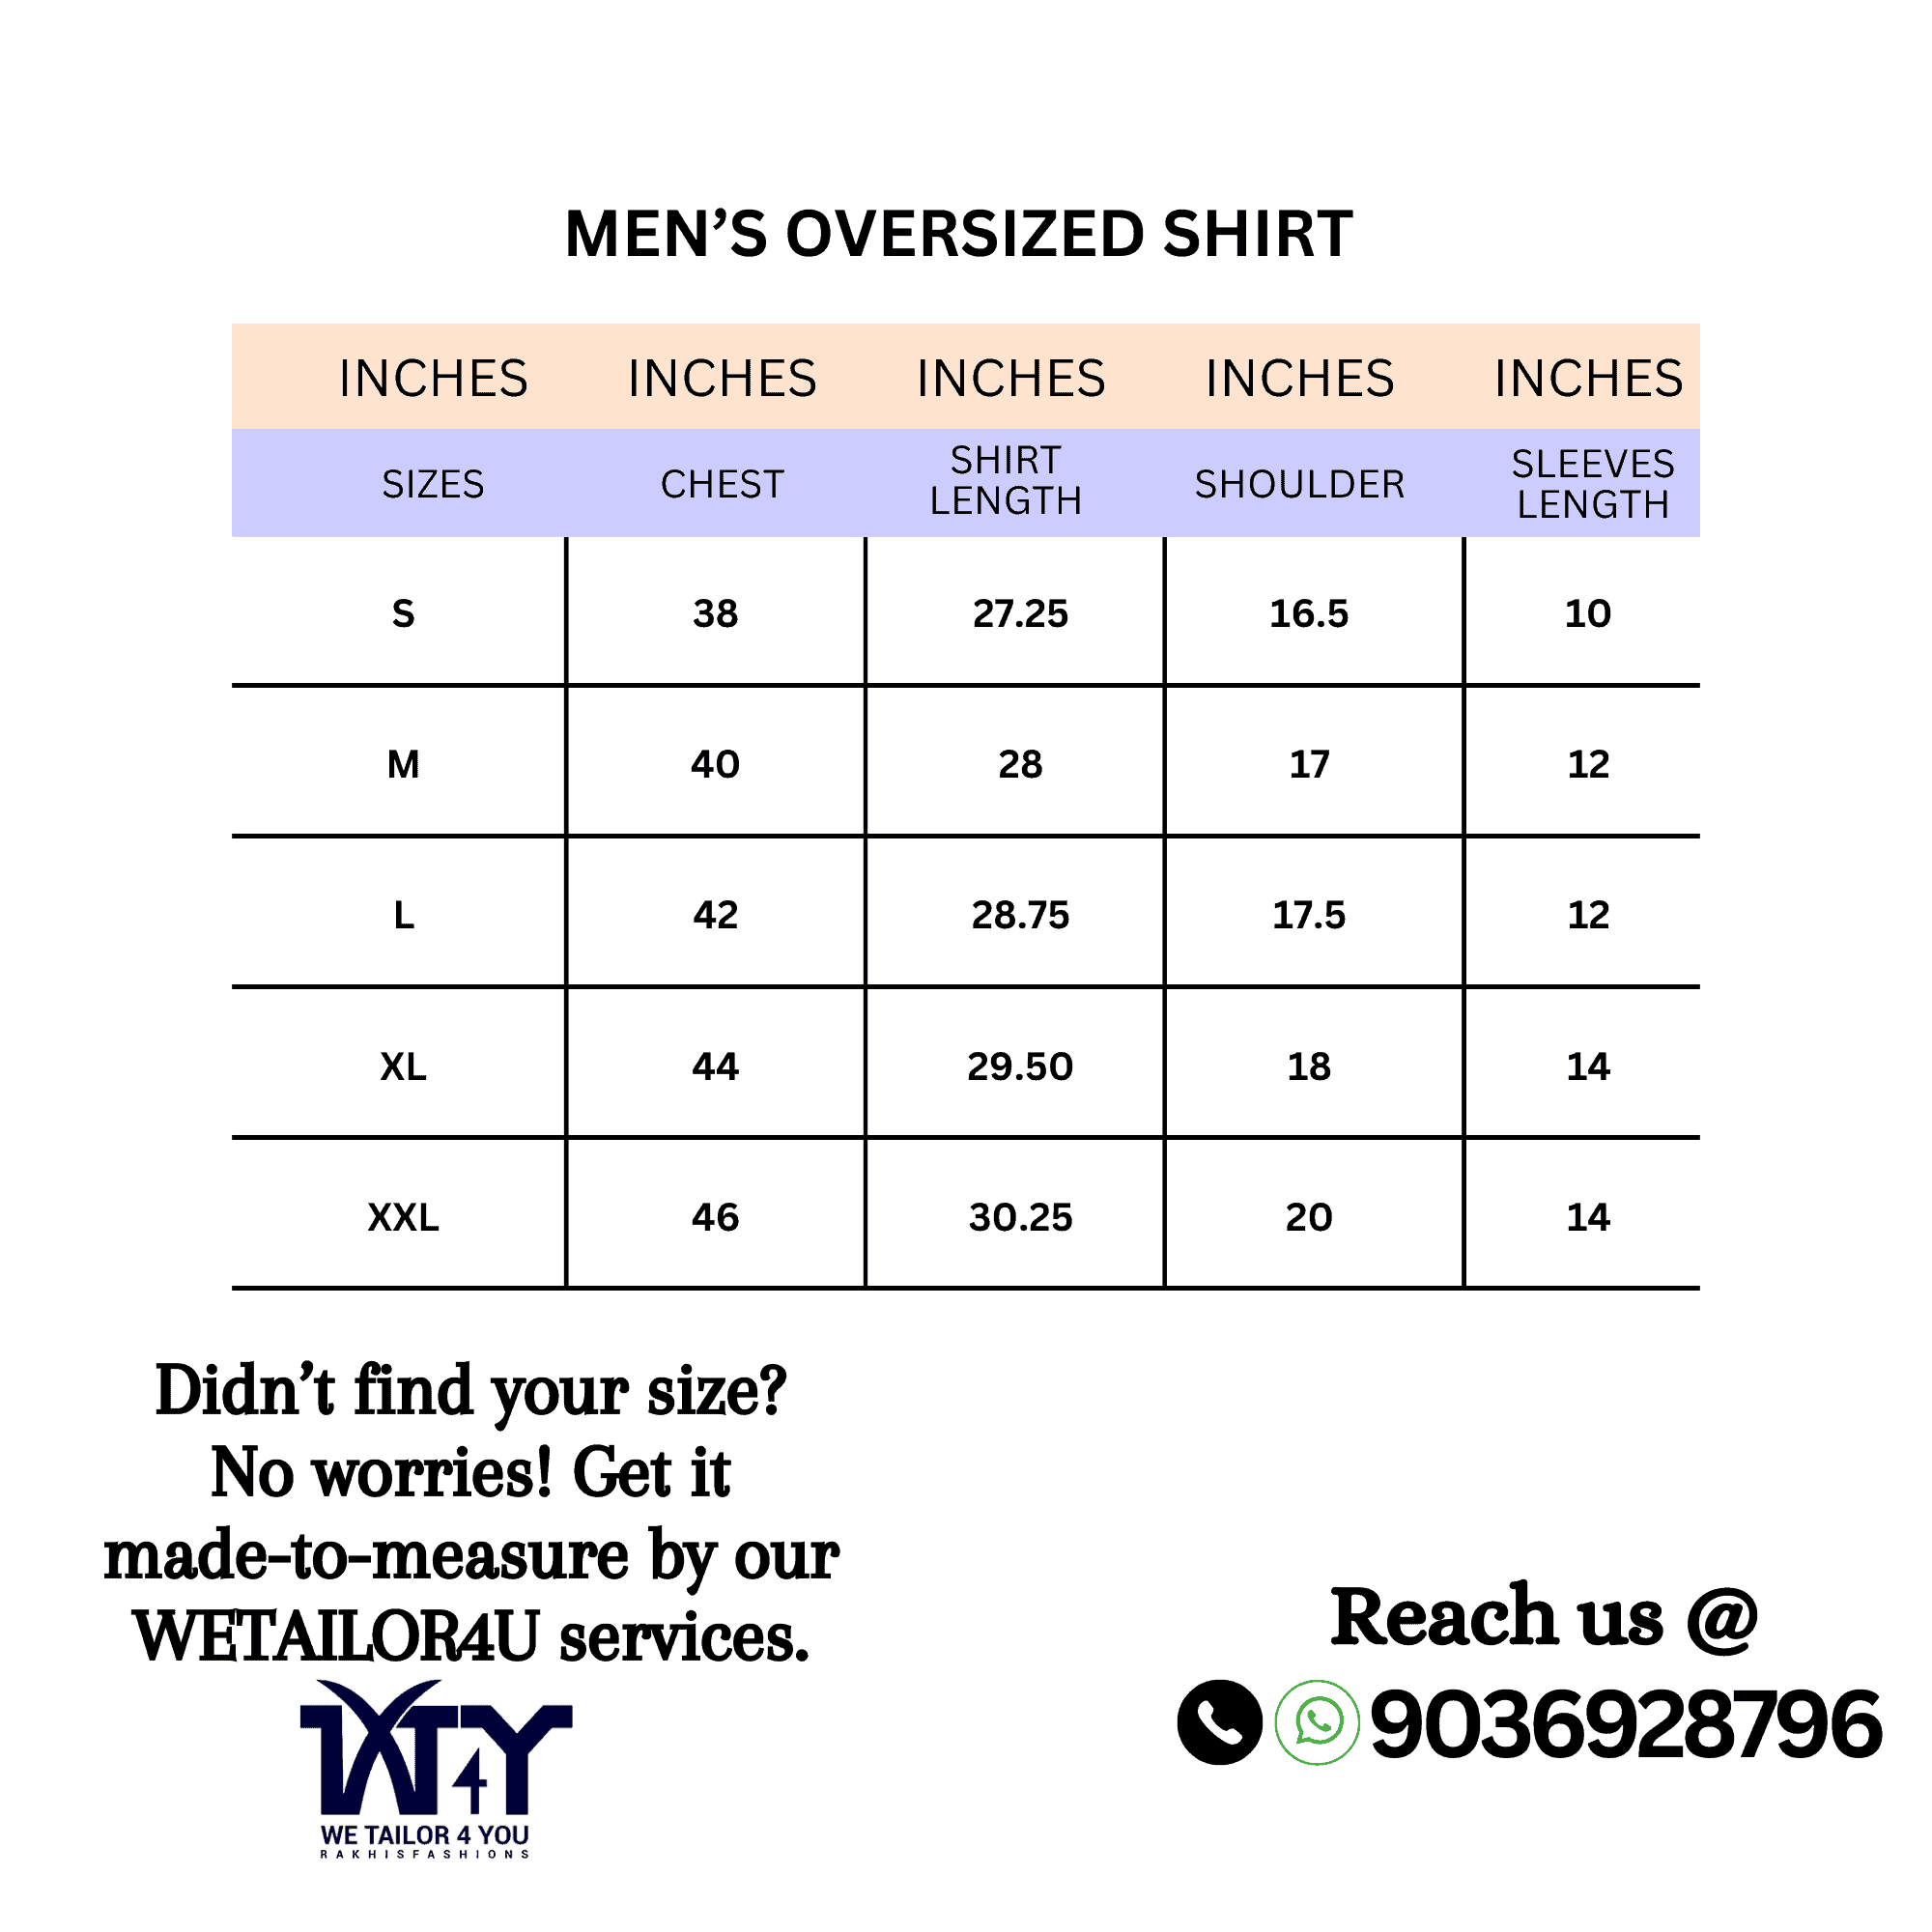 MEN’S OVERSIZED SHIRT
INCHES INCHES INCHES INCHES INCHES
SIZES CHEST SHIRT LENGTH SHOULDER SLEEVES LENGTH
S 38 27.25 16.5 10
M 40 28 17 12
L 42 28.75 17.5 12
XL 44 29.50 18 14
XXL 46 30.25 20 14
Didn’t find your size?
No worries! Get it
made-to-measure by our
WETAILOR4U services.
WT4Y
WE TAILOR 4 YOU
RAKHISFASHIONS
Reach us @
9036928796